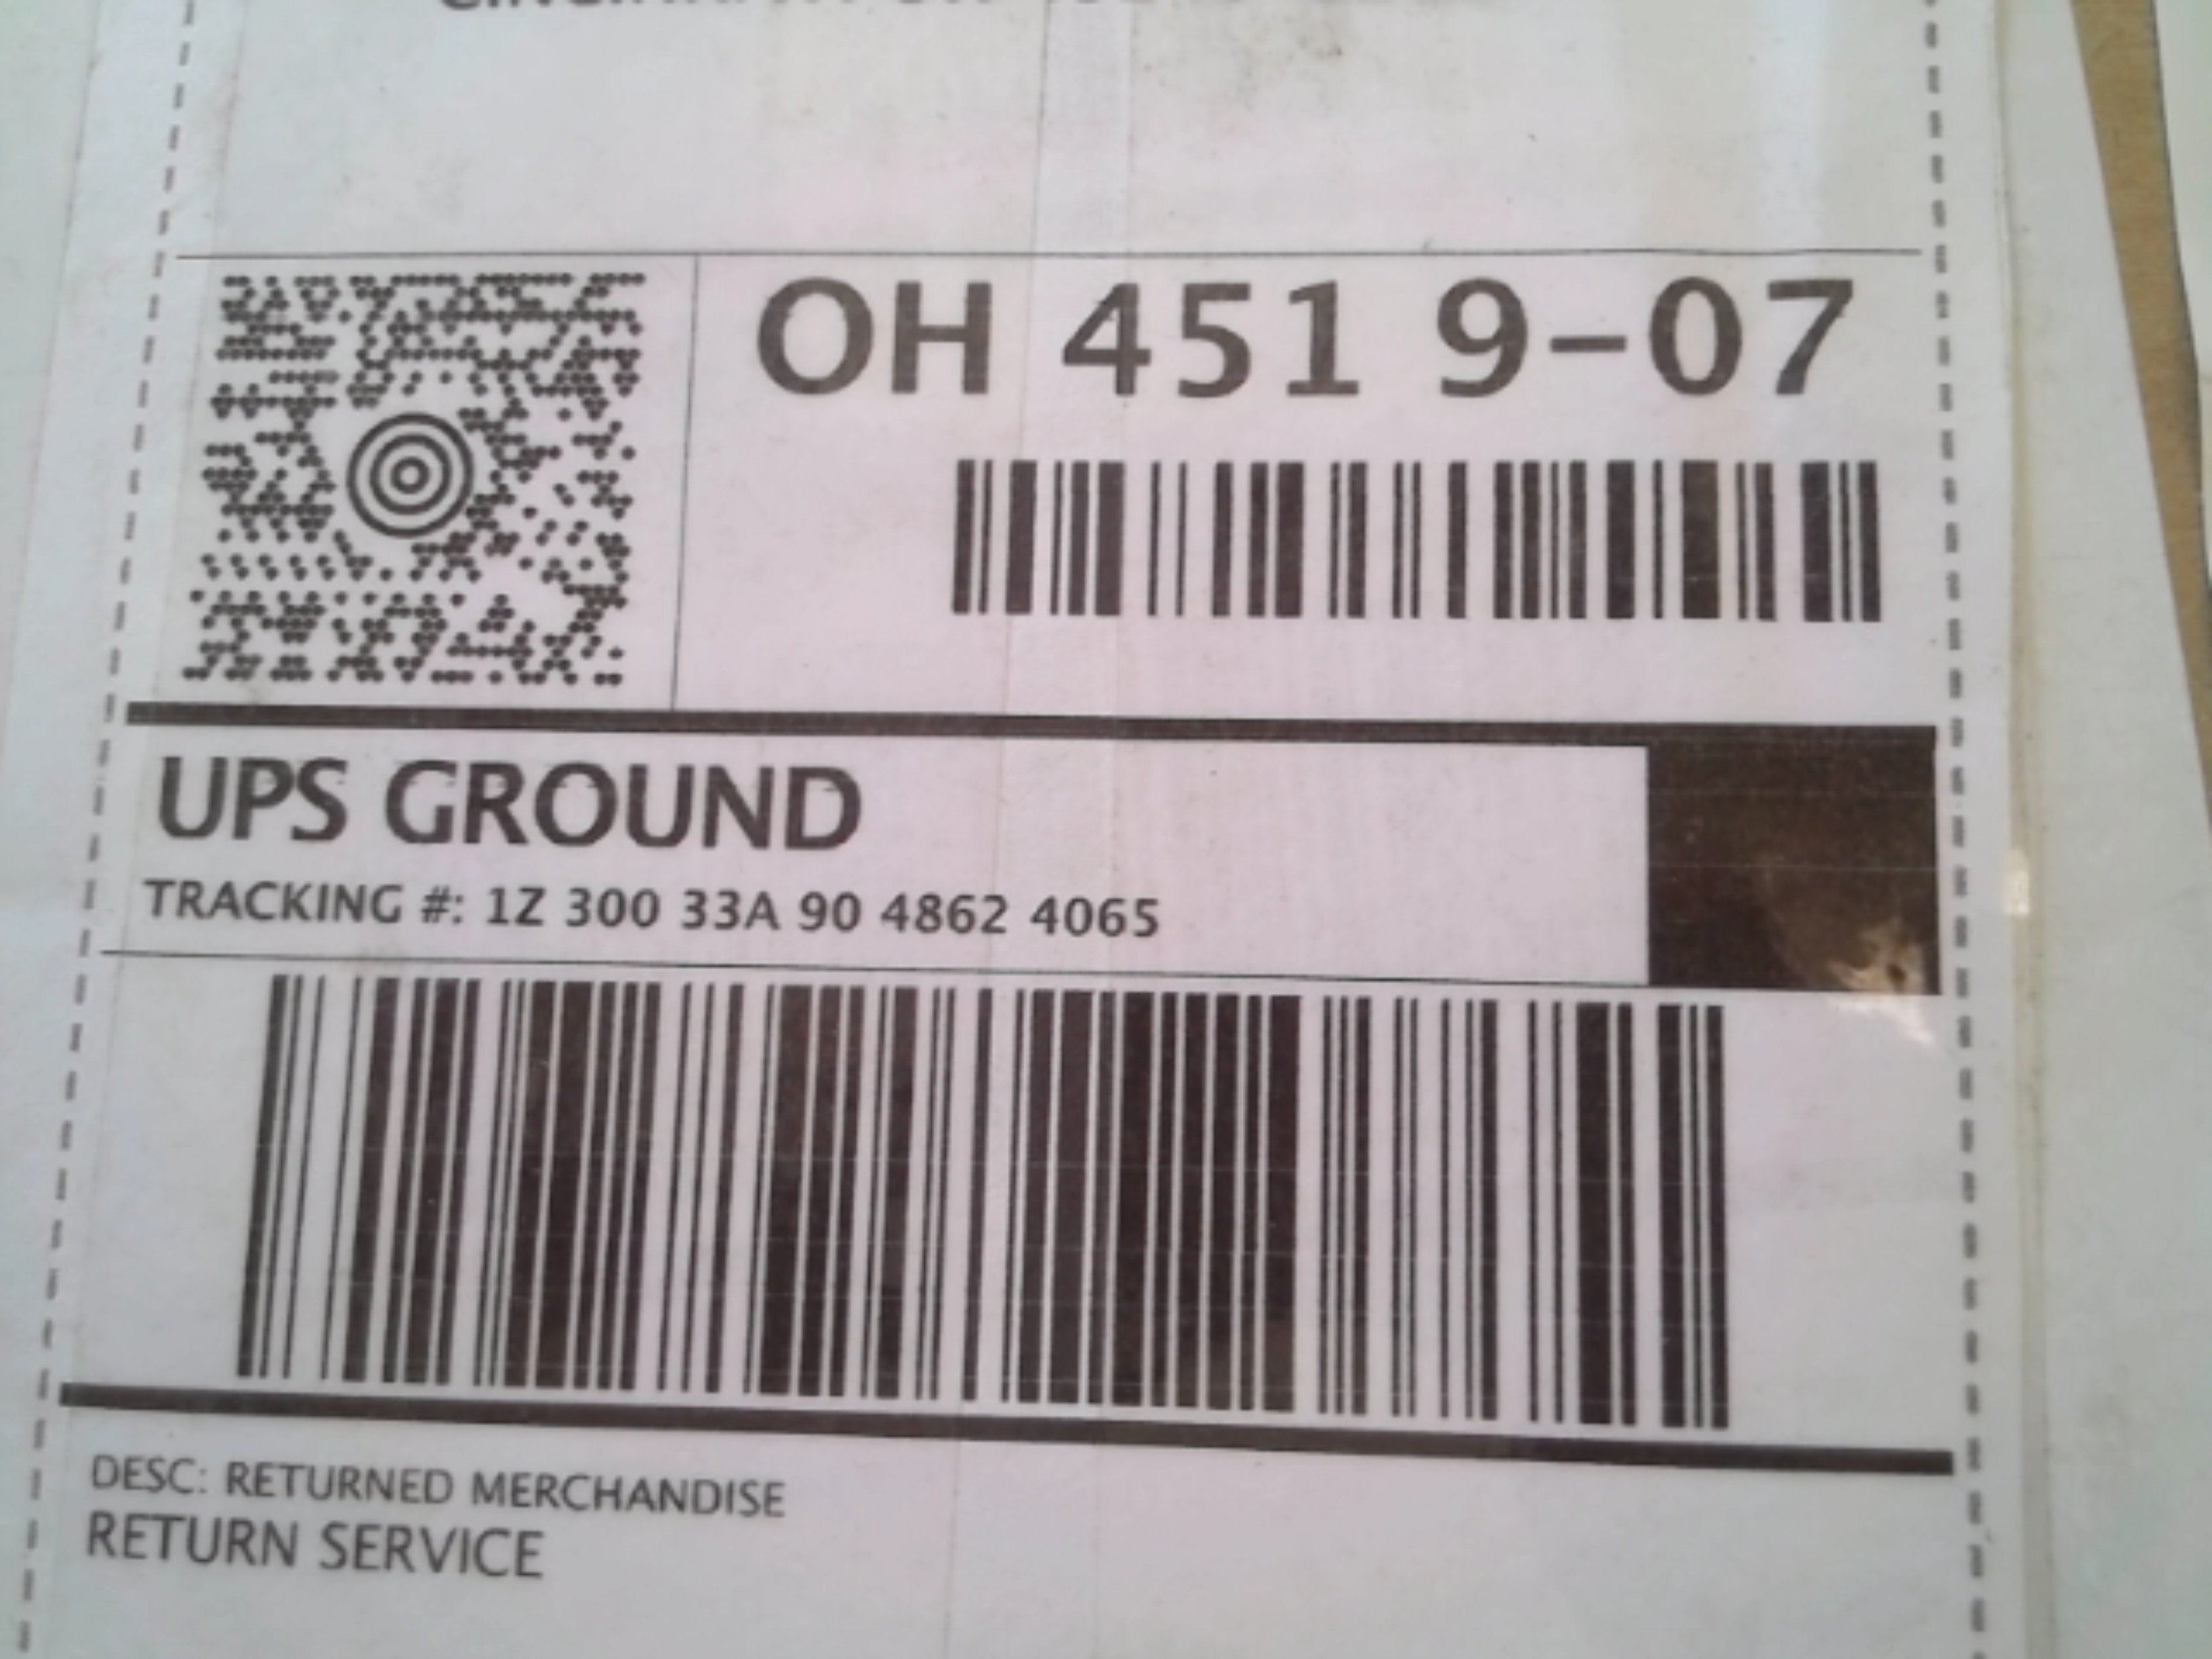 OH 451 9-07
UPS GROUND
TRACKING #: 1Z 300 33A 90 4862 4065
DESC: RETURNED MERCHANDISE
RETURN SERVICE